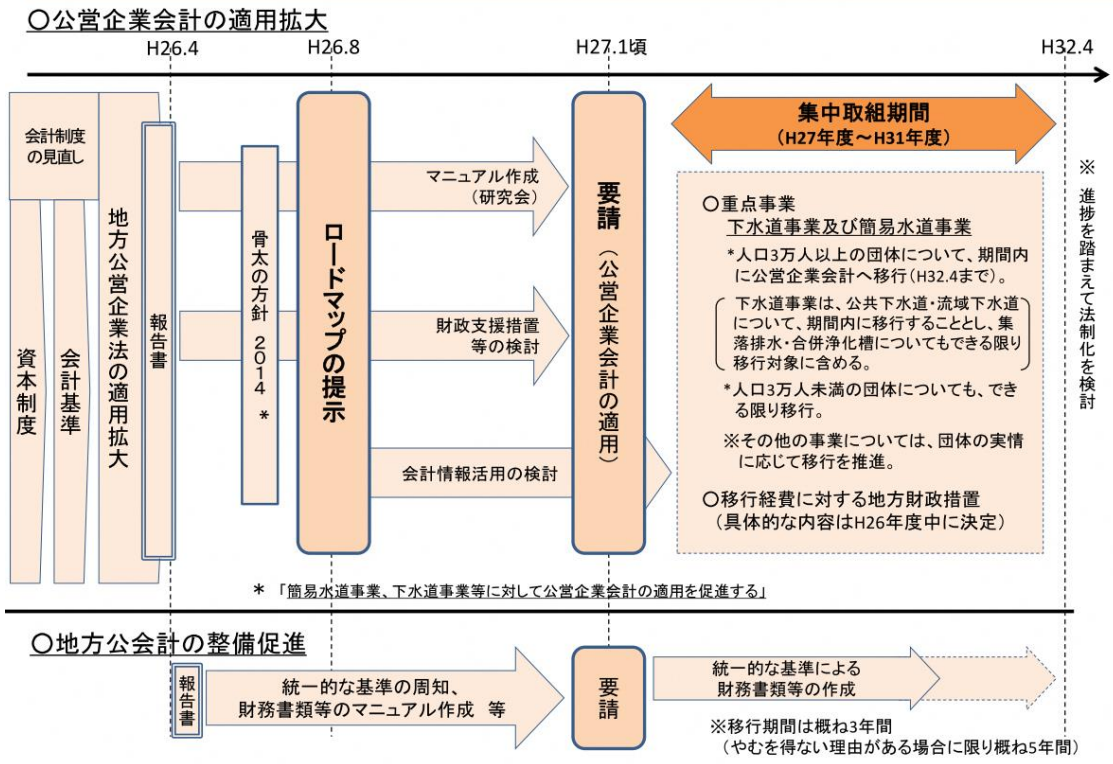 〇公営企業会計の適用拡大
H26.4
H26.8
H27.1頃
H32.4
会計制度
の見直し
資本制度
会計基準
地方公営企業法の適用拡大
報告書
骨太の方針 2014 *
ロードマップの提示
マニュアル作成
(研究会)
財政支援措置
等の検討
会計情報活用の検討
要請(公営企業会計の適用)
集中取組期間
(H27年度~H31年度)
〇重点事業
下水道事業及び簡易水道事業
*人口3万人以上の団体について、期間内
に公営企業会計へ移行(H32.4まで)。
下水道事業は、公共下水道・流域下水道
について、期間内に移行することとし、集
落排水・合併浄化槽についてもできる限り
移行対象に含める。
*人口3万人未満の団体についても、でき
る限り移行。
※その他の事業については、団体の実情
に応じて移行を推進。
〇移行経費に対する地方財政措置
(具体的な内容はH26年度中に決定)
※ 進捗を踏まえて法制化を検討
* 「簡易水道事業、下水道事業等に対して公営企業会計の適用を促進する」
〇地方公会計の整備促進
報告書
統一的な基準の周知、
財務書類等のマニュアル作成 等
要請
統一的な基準による
財務書類等の作成
※移行期間は概ね3年間
(やむを得ない理由がある場合に限り概ね5年間)